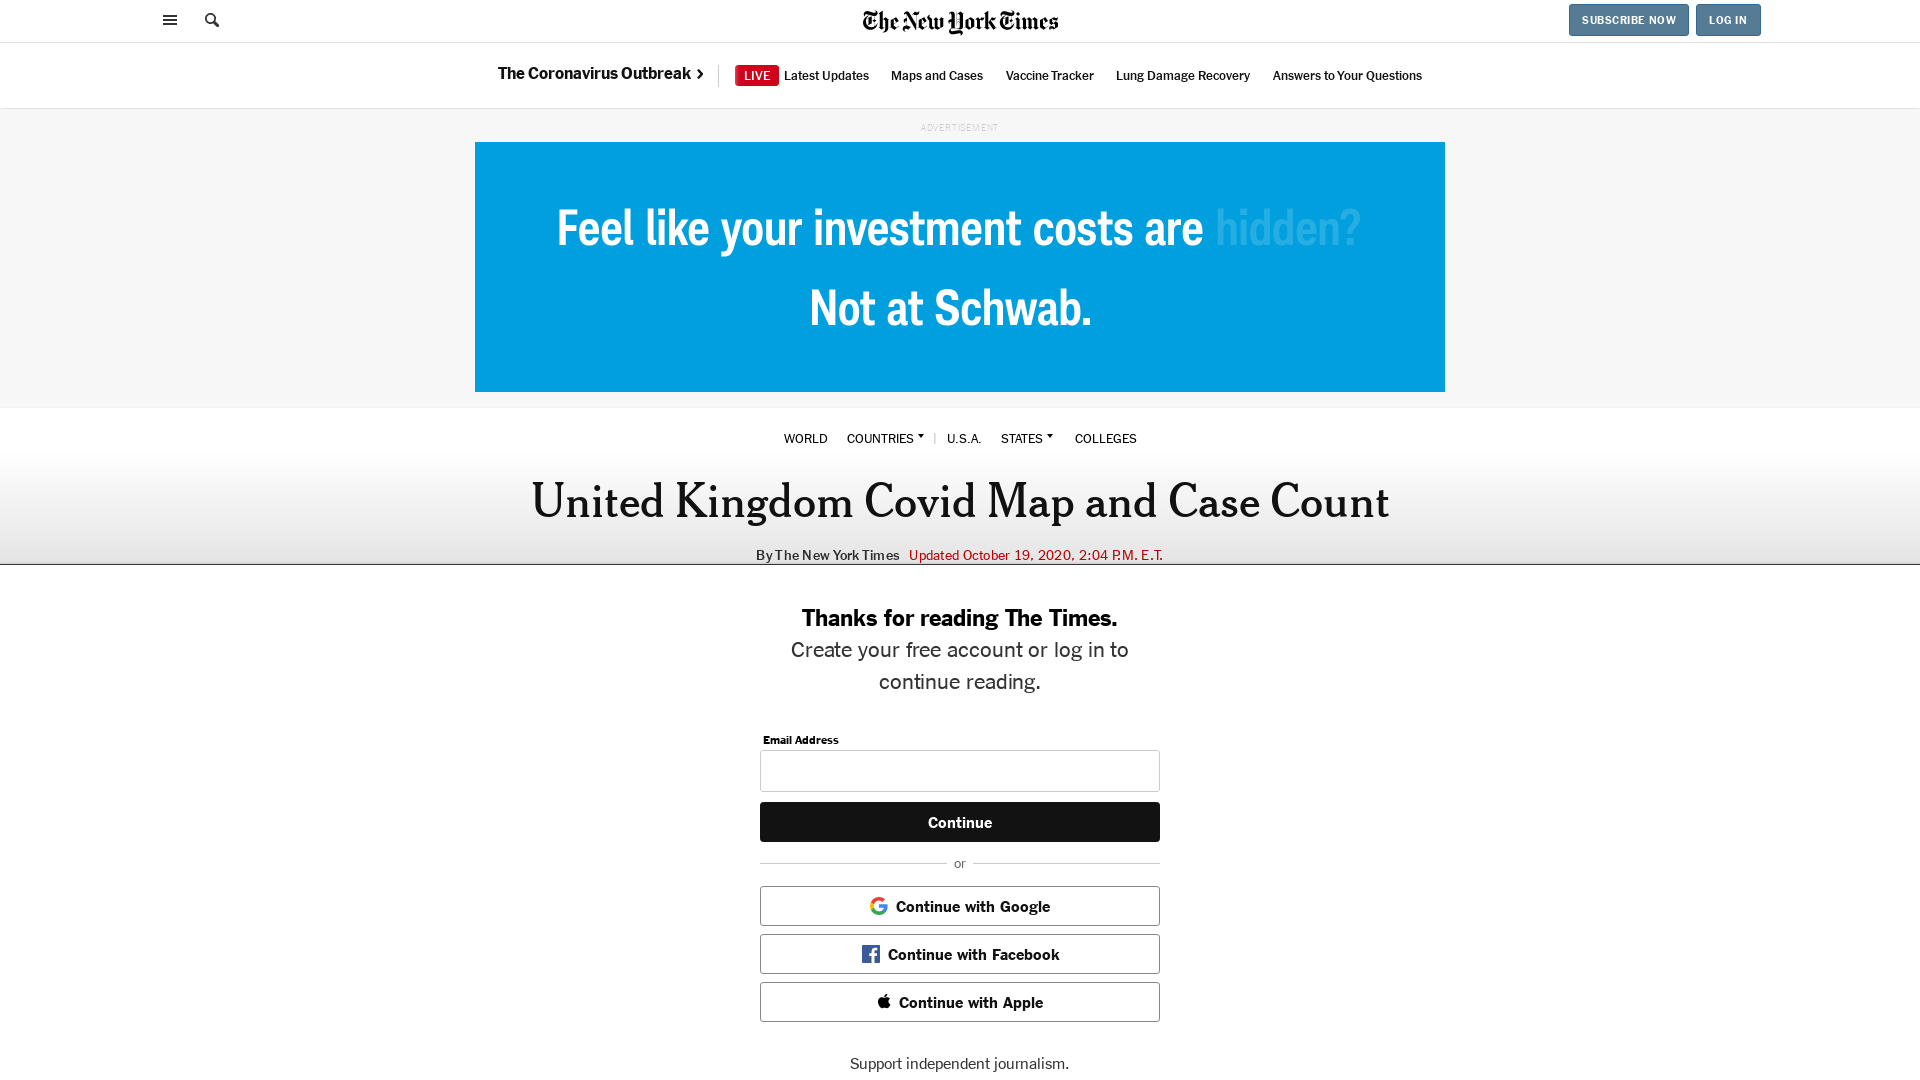 The New York Times
SUBSCRIBE NOW
LOG IN
The Coronavirus Outbreak
LIVE Latest Updates
Maps and Cases
Vaccine Tracker
Lung Damage Recovery
Answers to Your Questions
ADVERTISEMENT
Feel like your investment costs are hidden?
Not at Schwab.
WORLD
COUNTRIES
U.S.A.
STATES
COLLEGES
United Kingdom Covid Map and Case Count
By The New York Times Updated October 19, 2020, 2:04 P.M. E.T.
Thanks for reading The Times.
Create your free account or log in to
continue reading.
Email Address
Continue
or
Continue with Google
Continue with Facebook
Continue with Apple
Support independent journalism.